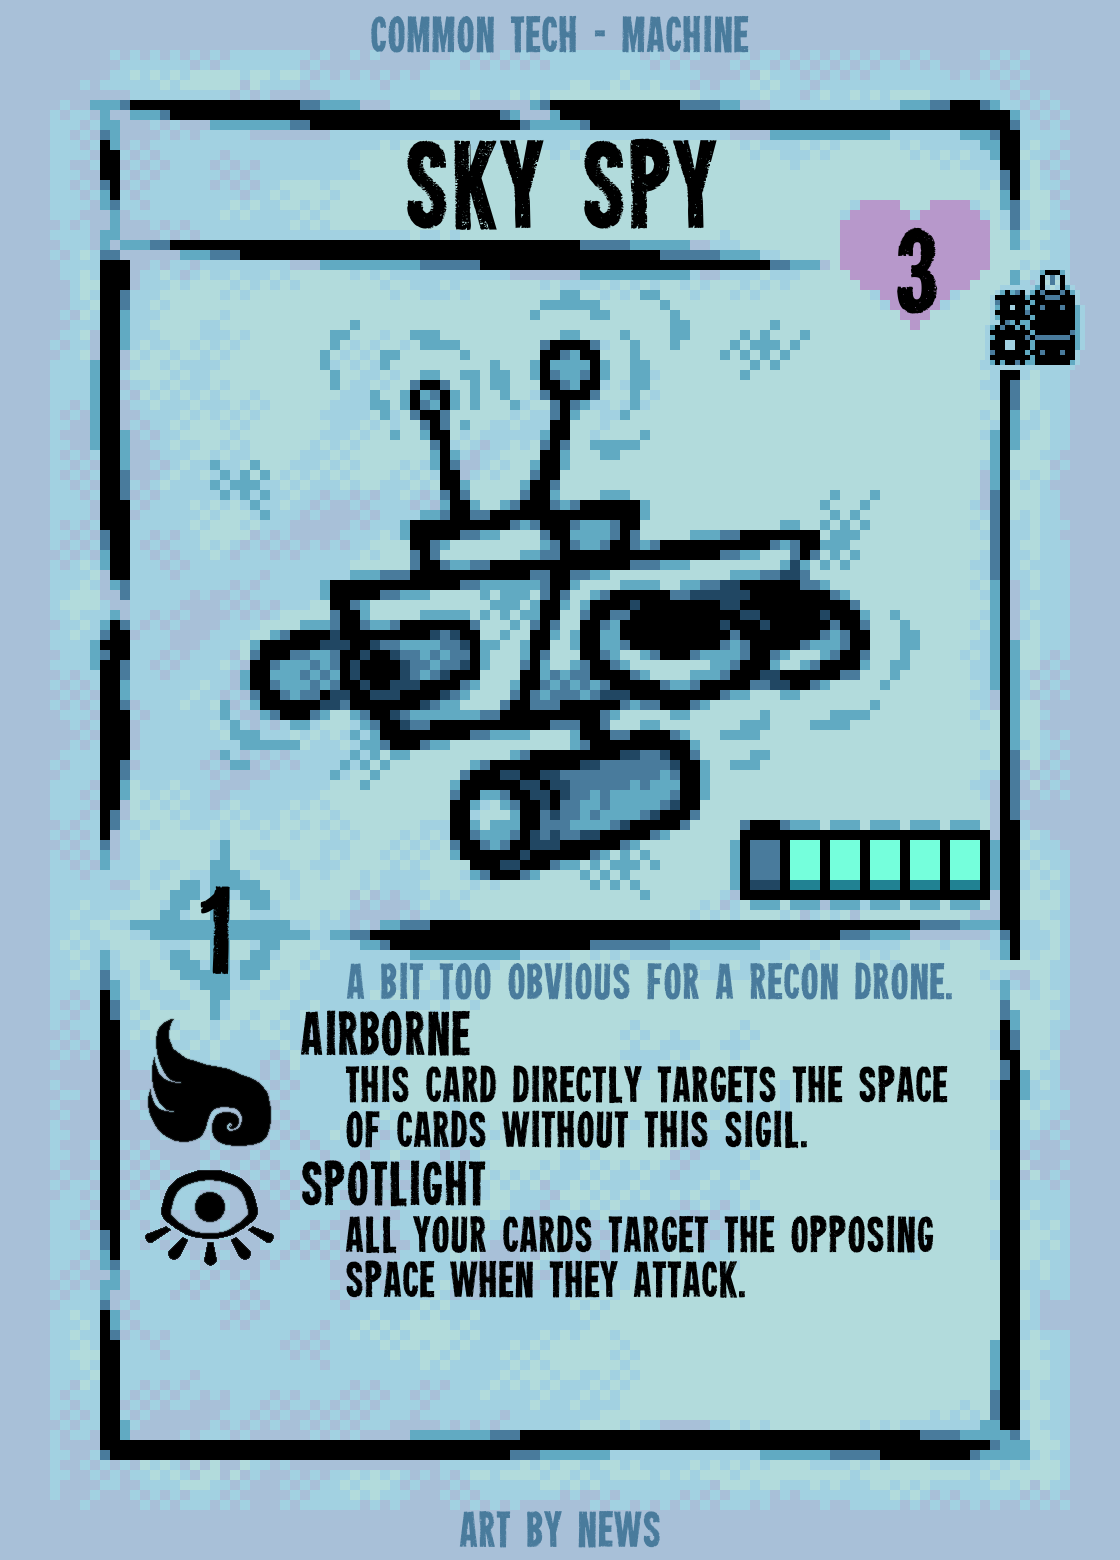 COMMON TECH - MACHINE
SKY SPY
3
1
A BIT TOO OBVIOUS FOR A RECON DRONE.
AIRBORNE
THIS CARD DIRECTLY TARGETS THE SPACE
OF CARDS WITHOUT THIS SIGIL.
SPOTLIGHT
ALL YOUR CARDS TARGET THE OPPOSING
SPACE WHEN THEY ATTACK.
ART BY NEWS